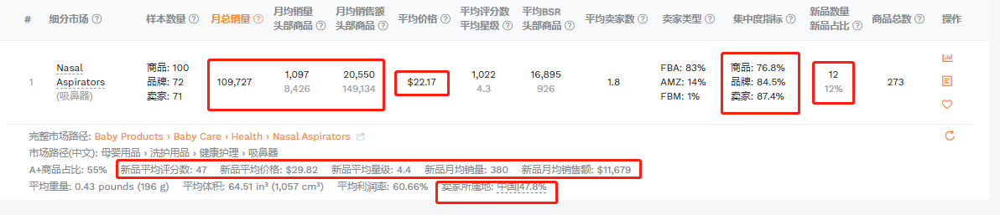 # 细分市场 样本数量 月总销量 月均销量 月均销售额 平均价格 平均评分数 平均BSR 平均卖家数 卖家类型 集中度指标 新品数量 商品总数 操作
头部商品 头部商品 平均星级 头部商品 新品占比
Nasal 商品: 100 1,097 20,550 1,022 16,895 FBA: 83% 商品: 76.8% 12
1 Aspirators 品牌: 72 109,727 8,426 149,134 $22.17 4.3 926 1.8 AMZ: 14% 品牌: 84.5% 12% 273
(吸鼻器) 卖家: 71 FBM: 1% 卖家: 87.4%
完整市场路径: Baby Products › Baby Care › Health › Nasal Aspirators
市场路径(中文): 母婴用品 › 洗护用品 › 健康护理 › 吸鼻器
A+商品占比: 55% 新品平均评分数: 47 新品平均价格: $29.82 新品平均星级: 4.4 新品月均销量: 380 新品月均销售额: $11,679
平均重量: 0.43 pounds (196 g) 平均体积: 64.51 in³ (1,057 cm³) 平均利润率: 60.66% 卖家所属地: 中国|47.8%